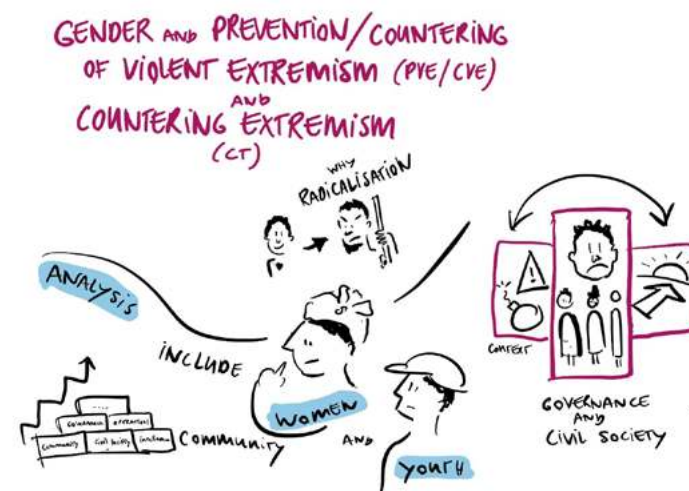 GENDER AND PREVENTION/COUNTERING
OF VIOLENT EXTREMISM (PVE/CVE)
AND
COUNTERING EXTREMISM
(CT)
WHY
RADICALISATION
ANALYSIS
INCLUDE
WOMEN
AND
YOUTH
....
GOVERNANCE
COMMUNITY CIVIL SOCIETY
COMMUNITY
CONTEXT
GOVERNANCE
AND
CIVIL SOCIETY